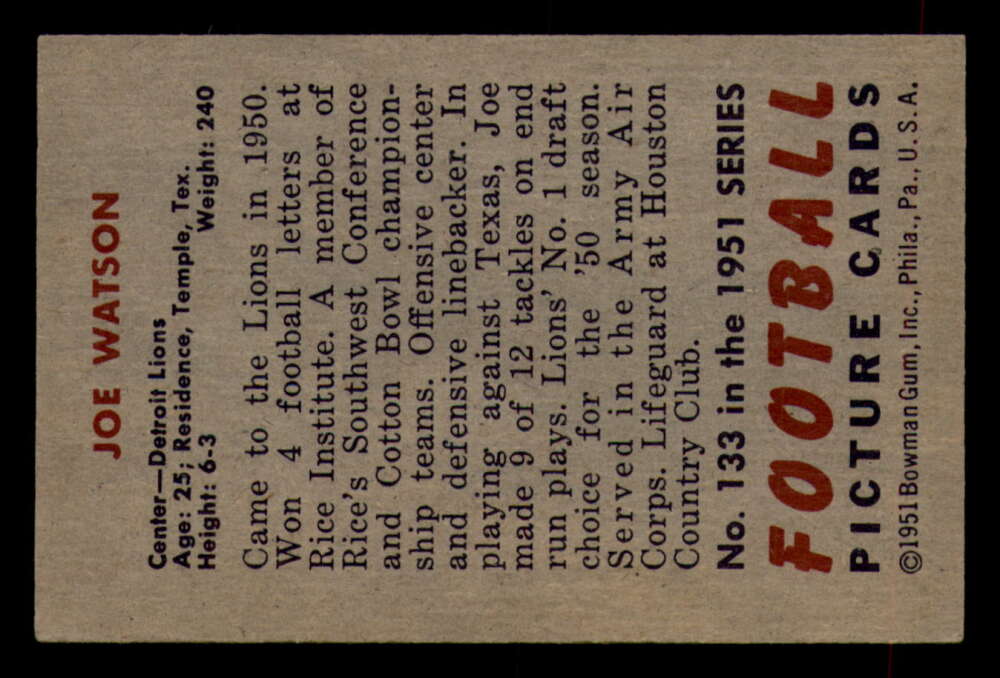 JOE WATSON
Center—Detroit Lions
Age: 25; Residence, Temple, Tex.
Height: 6-3 Weight: 240
Came to the Lions in 1950.
Won 4 football letters at
Rice Institute. A member of
Rice's Southwest Conference
and Cotton Bowl champion-
ship teams. Offensive center
and defensive linebacker. In
playing against Texas, Joe
made 9 of 12 tackles on end
run plays. Lions' No. 1 draft
choice for the '50 season.
Served in the Army Air
Corps. Lifeguard at Houston
Country Club.
No. 133 in the 1951 SERIES
FOOTBALL
PICTURE CARDS
©1951 Bowman Gum, Inc., Phila., Pa., U. S. A.